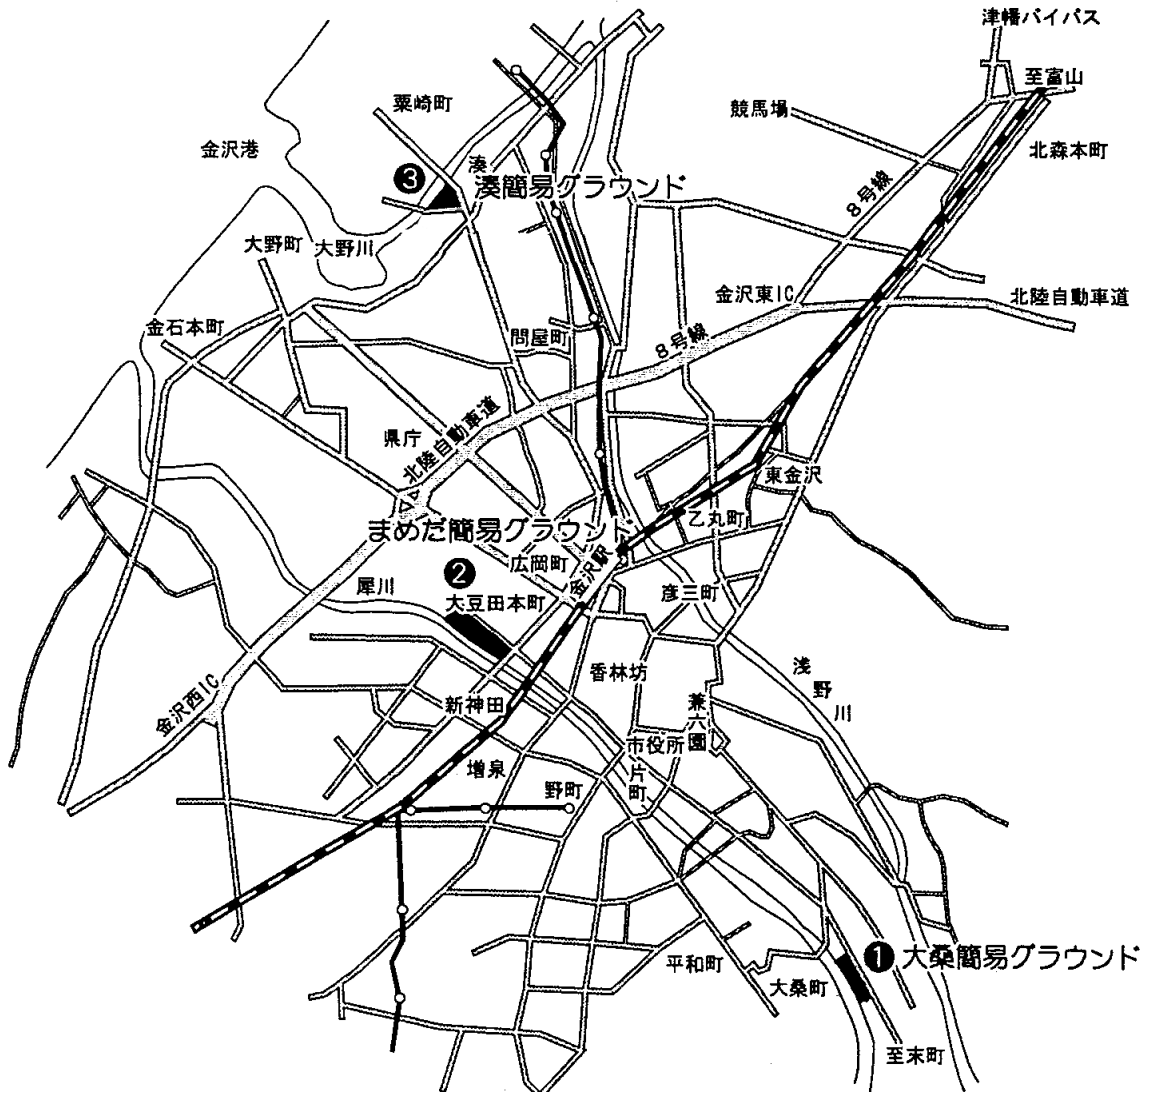 津幡バイパス
至富山
粟崎町
競馬場
金沢港
北森本町
湊
❸
湊簡易グラウンド
8号線
大野町
大野川
金沢東IC
北陸自動車道
金石本町
問屋町
8号線
県庁
北陸自動車道
東金沢
乙丸町
まめだ簡易グラウンド
広岡町
金沢駅
❷
犀川
大豆田本町
彦三町
香林坊
浅野川
金沢西IC
新神田
兼六園
市役所
増泉
野町
片町
平和町
❶
大桑簡易グラウンド
大桑町
至末町